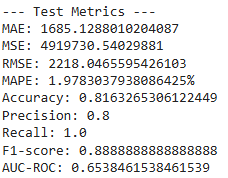 --- Test Metrics ---
MAE: 1685.1288010204087
MSE: 4919730.54029881
RMSE: 2218.0465595426103
MAPE: 1.9783037938086425%
Accuracy: 0.8163265306122449
Precision: 0.8
Recall: 1.0
F1-score: 0.8888888888888888
AUC-ROC: 0.6538461538461539